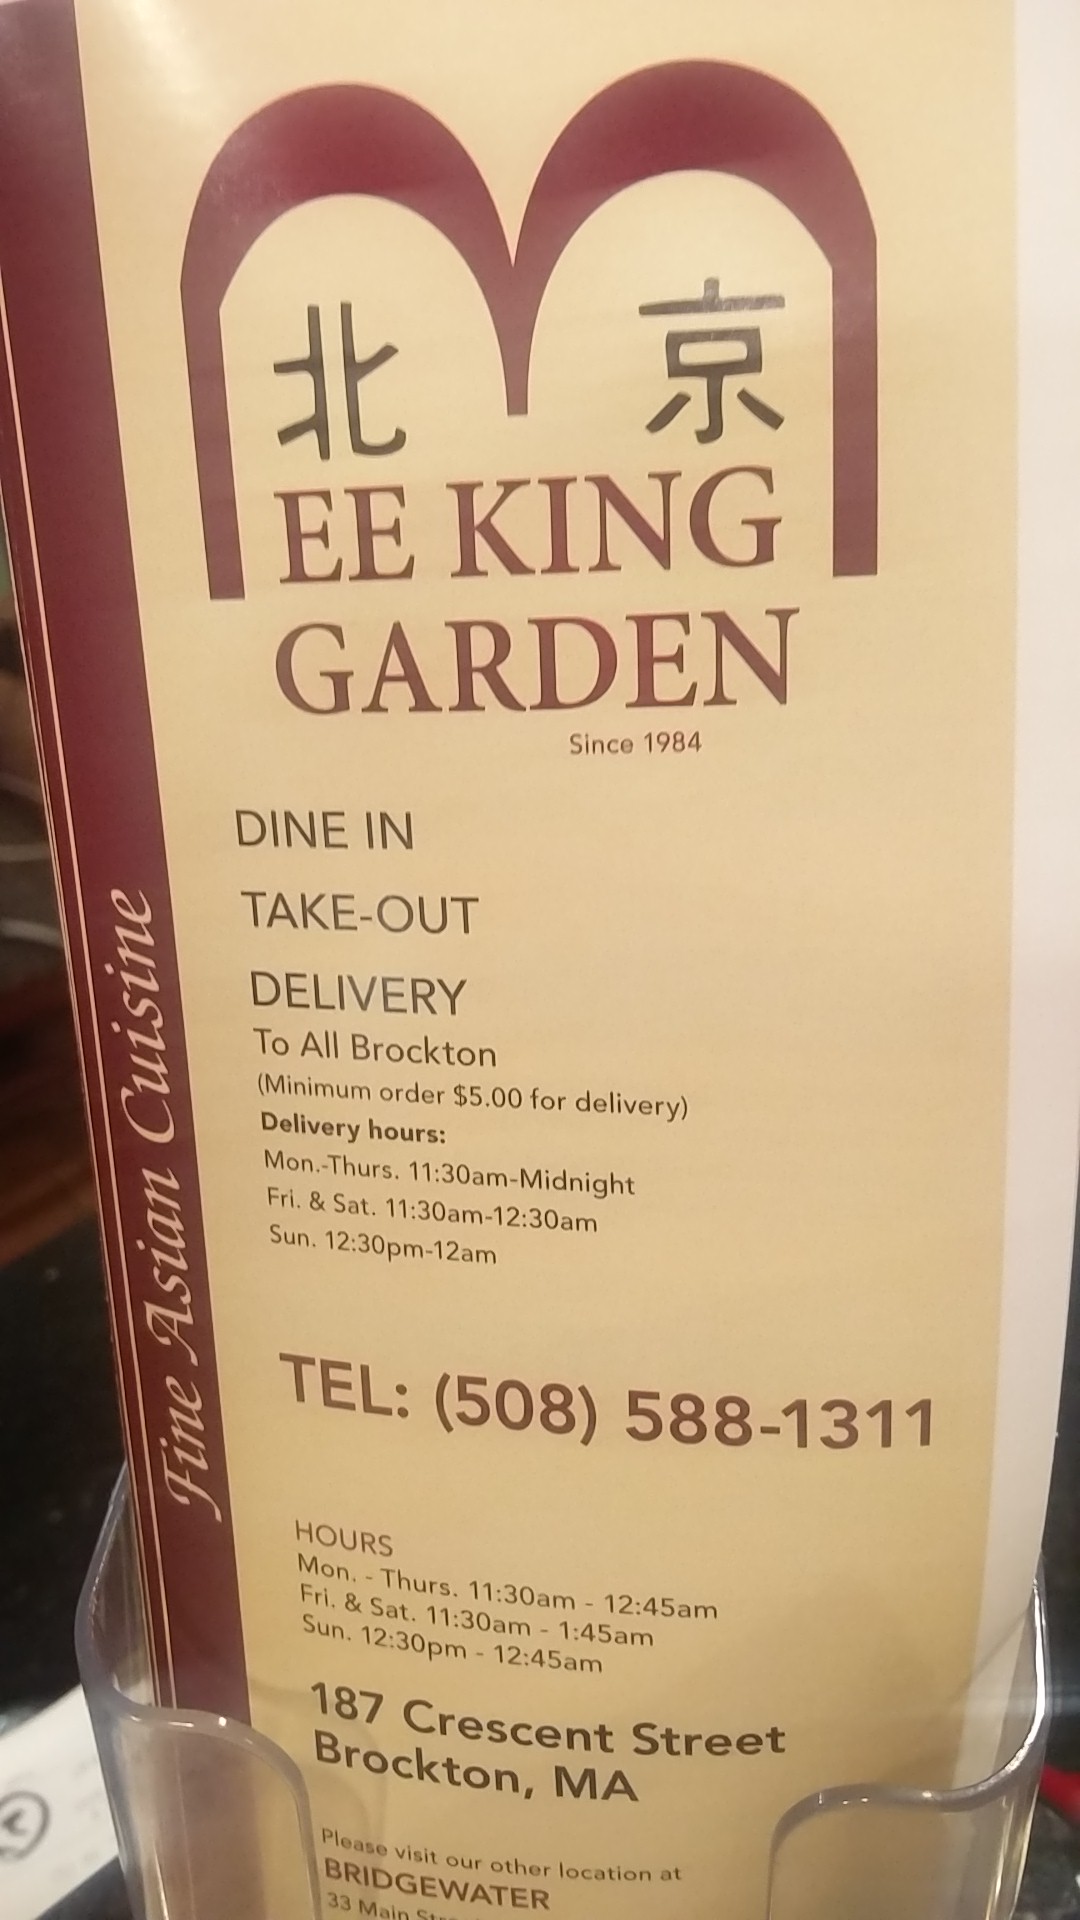 北 京
EE KING
GARDEN
Since 1984
DINE IN
TAKE-OUT
DELIVERY
To All Brockton
(Minimum order $5.00 for delivery)
Delivery hours:
Mon.-Thurs. 11:30am-Midnight
Fri. & Sat. 11:30am-12:30am
Sun. 12:30pm-12am
Fine Asian Cuisine
TEL: (508) 588-1311
HOURS
Mon. - Thurs. 11:30am - 12:45am
Fri. & Sat. 11:30am - 1:45am
Sun. 12:30pm - 12:45am
187 Crescent Street
Brockton, MA
Please visit our other location at
BRIDGEWATER
33 Main